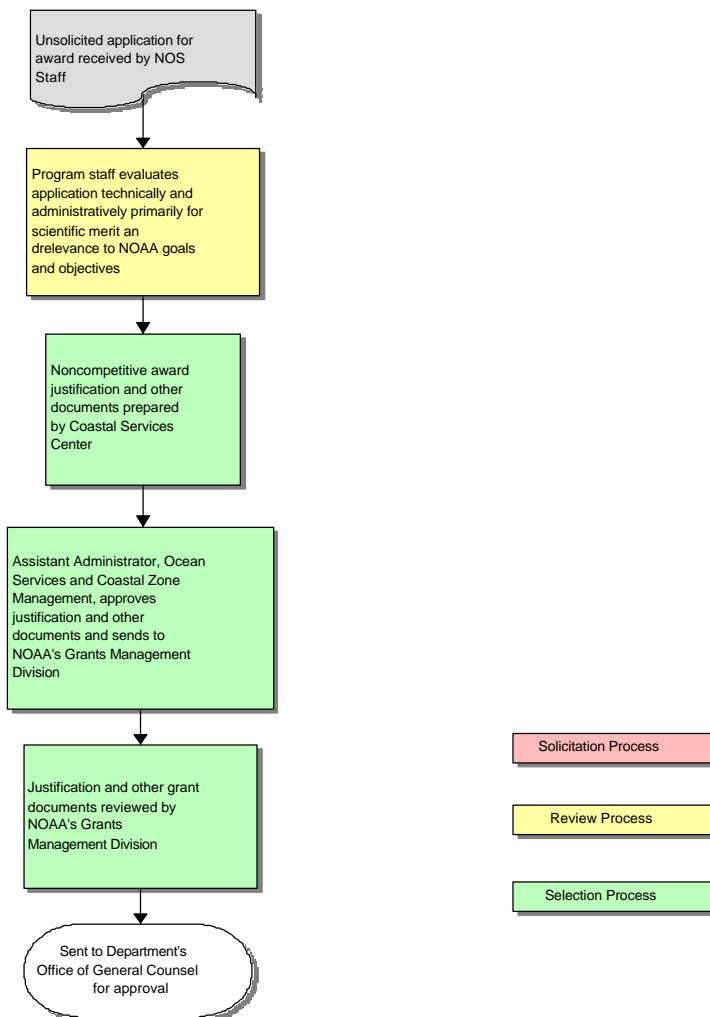 Unsolicited application for
award received by NOS
Staff
Program staff evaluates
application technically and
administratively primarily for
scientific merit an
drelevance to NOAA goals
and objectives
Noncompetitive award
justification and other
documents prepared
by Coastal Services
Center
Assistant Administrator, Ocean
Services and Coastal Zone
Management, approves
justification and other
documents and sends to
NOAA's Grants Management
Division
Justification and other grant
documents reviewed by
NOAA's Grants
Management Division
Sent to Department's
Office of General Counsel
for approval
Solicitation Process
Review Process
Selection Process